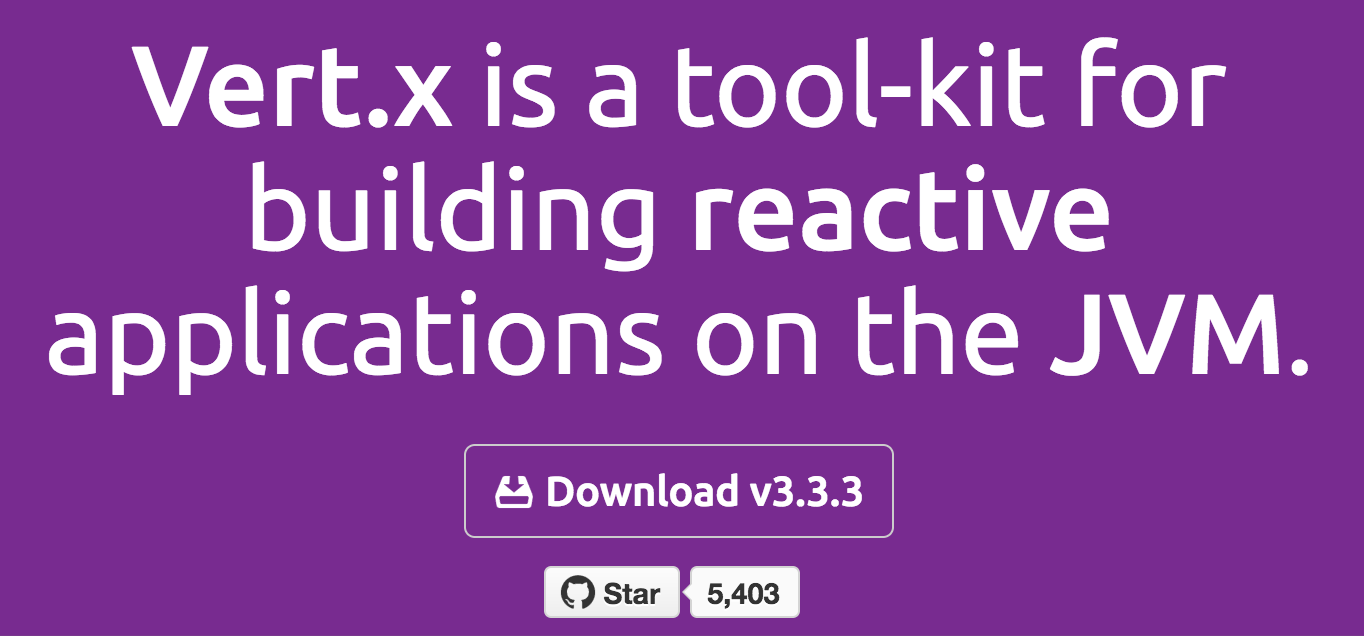 Vert.x is a tool-kit for
building reactive
applications on the JVM.
Download v3.3.3
Star 5,403